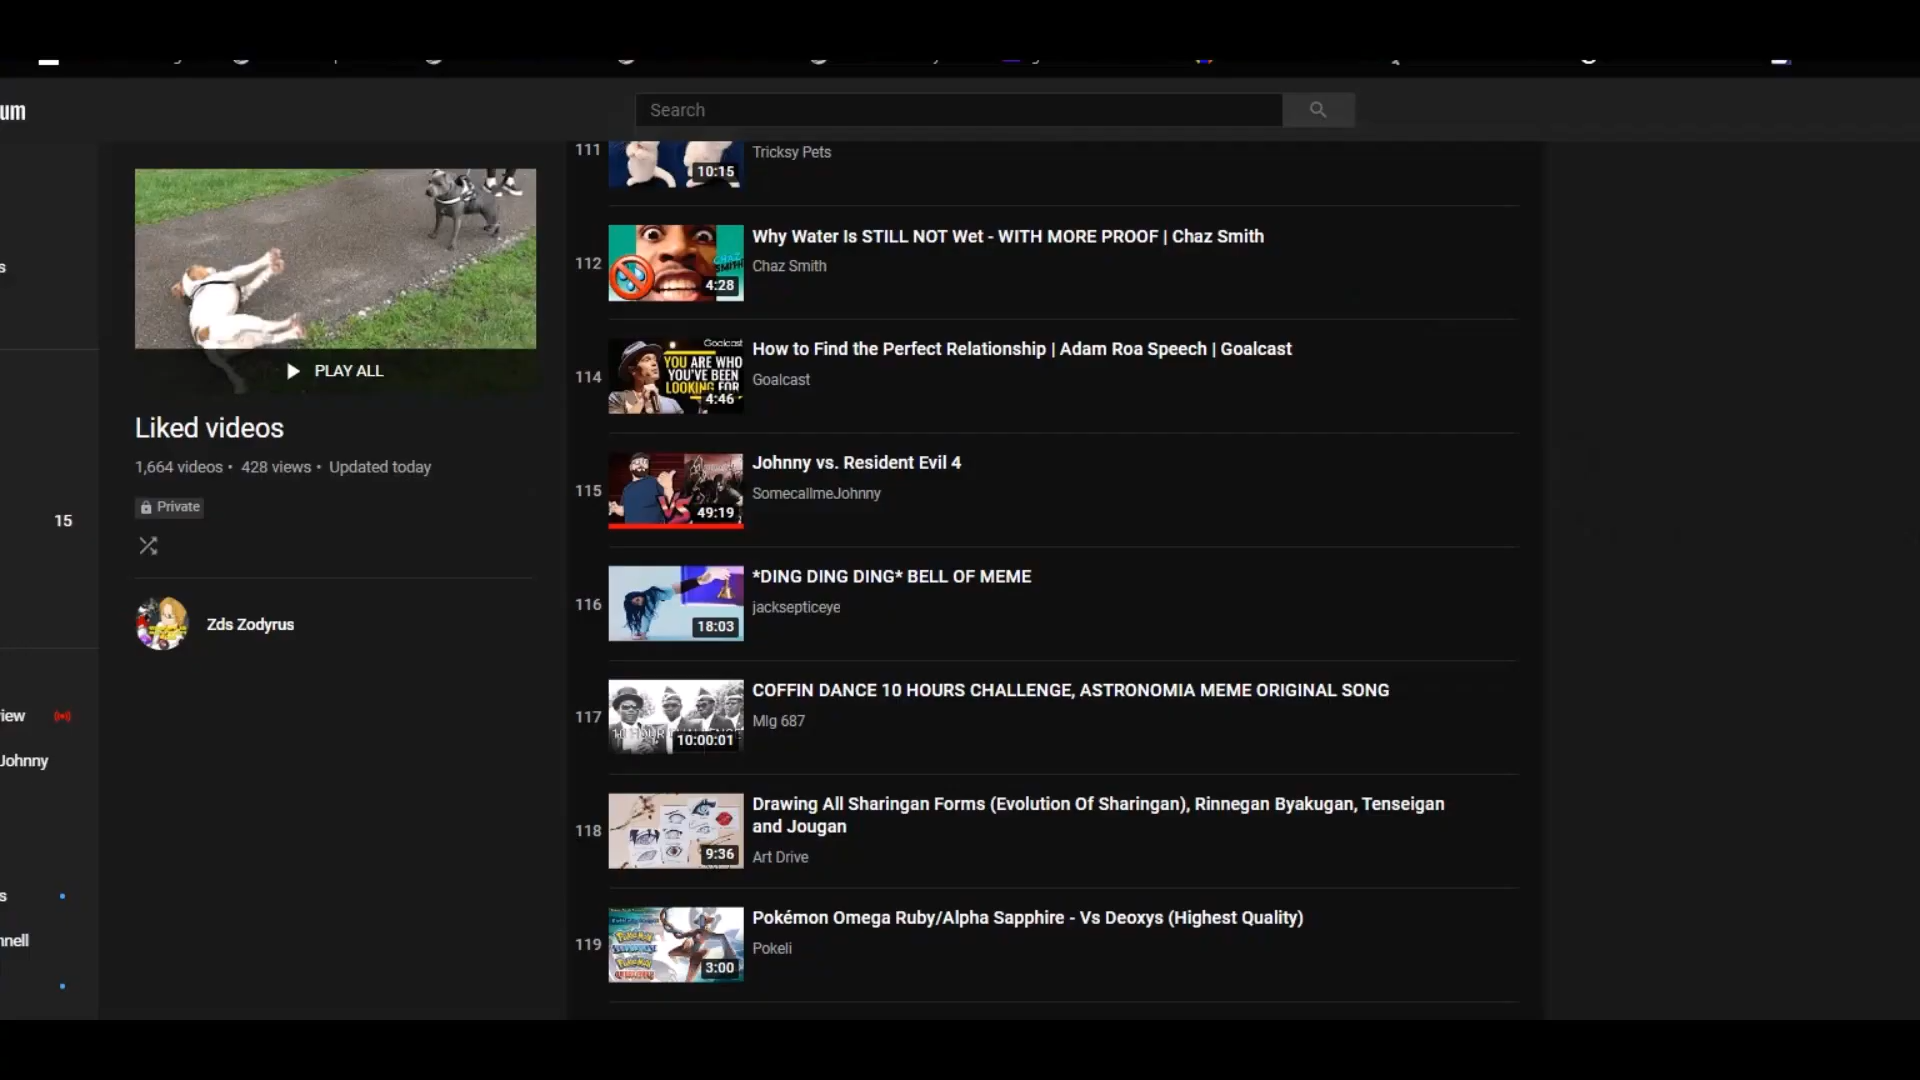 um
Search
111
10:15
Tricksy Pets
112
4:28
Why Water Is STILL NOT Wet - WITH MORE PROOF | Chaz Smith
Chaz Smith
114
Goalcast
YOU ARE WHO
YOU'VE BEEN
LOOKING FOR
4:46
How to Find the Perfect Relationship | Adam Roa Speech | Goalcast
Goalcast
115
VS
49:19
Johnny vs. Resident Evil 4
SomecallmeJohnny
116
18:03
*DING DING DING* BELL OF MEME
jacksepticeye
117
10:00:01
COFFIN DANCE 10 HOURS CHALLENGE, ASTRONOMIA MEME ORIGINAL SONG
Mlg 687
118
9:36
Drawing All Sharingan Forms (Evolution Of Sharingan), Rinnegan Byakugan, Tenseigan
and Jougan
Art Drive
119
3:00
Pokémon Omega Ruby/Alpha Sapphire - Vs Deoxys (Highest Quality)
Pokeli
PLAY ALL
Liked videos
1,664 videos • 428 views • Updated today
Private
Zds Zodyrus
s
15
iew
Johnny
s
nnell